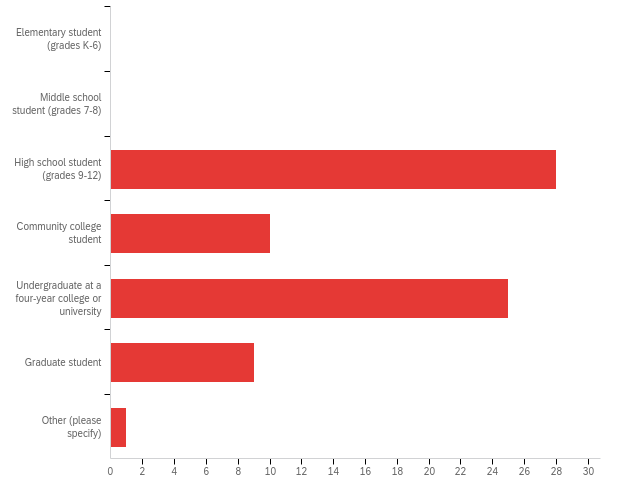 Elementary student
(grades K-6)
Middle school
student (grades 7-8)
High school student
(grades 9-12)
Community college
student
Undergraduate at a
four-year college or
university
Graduate student
Other (please
specify)
0 2 4 6 8 10 12 14 16 18 20 22 24 26 28 30